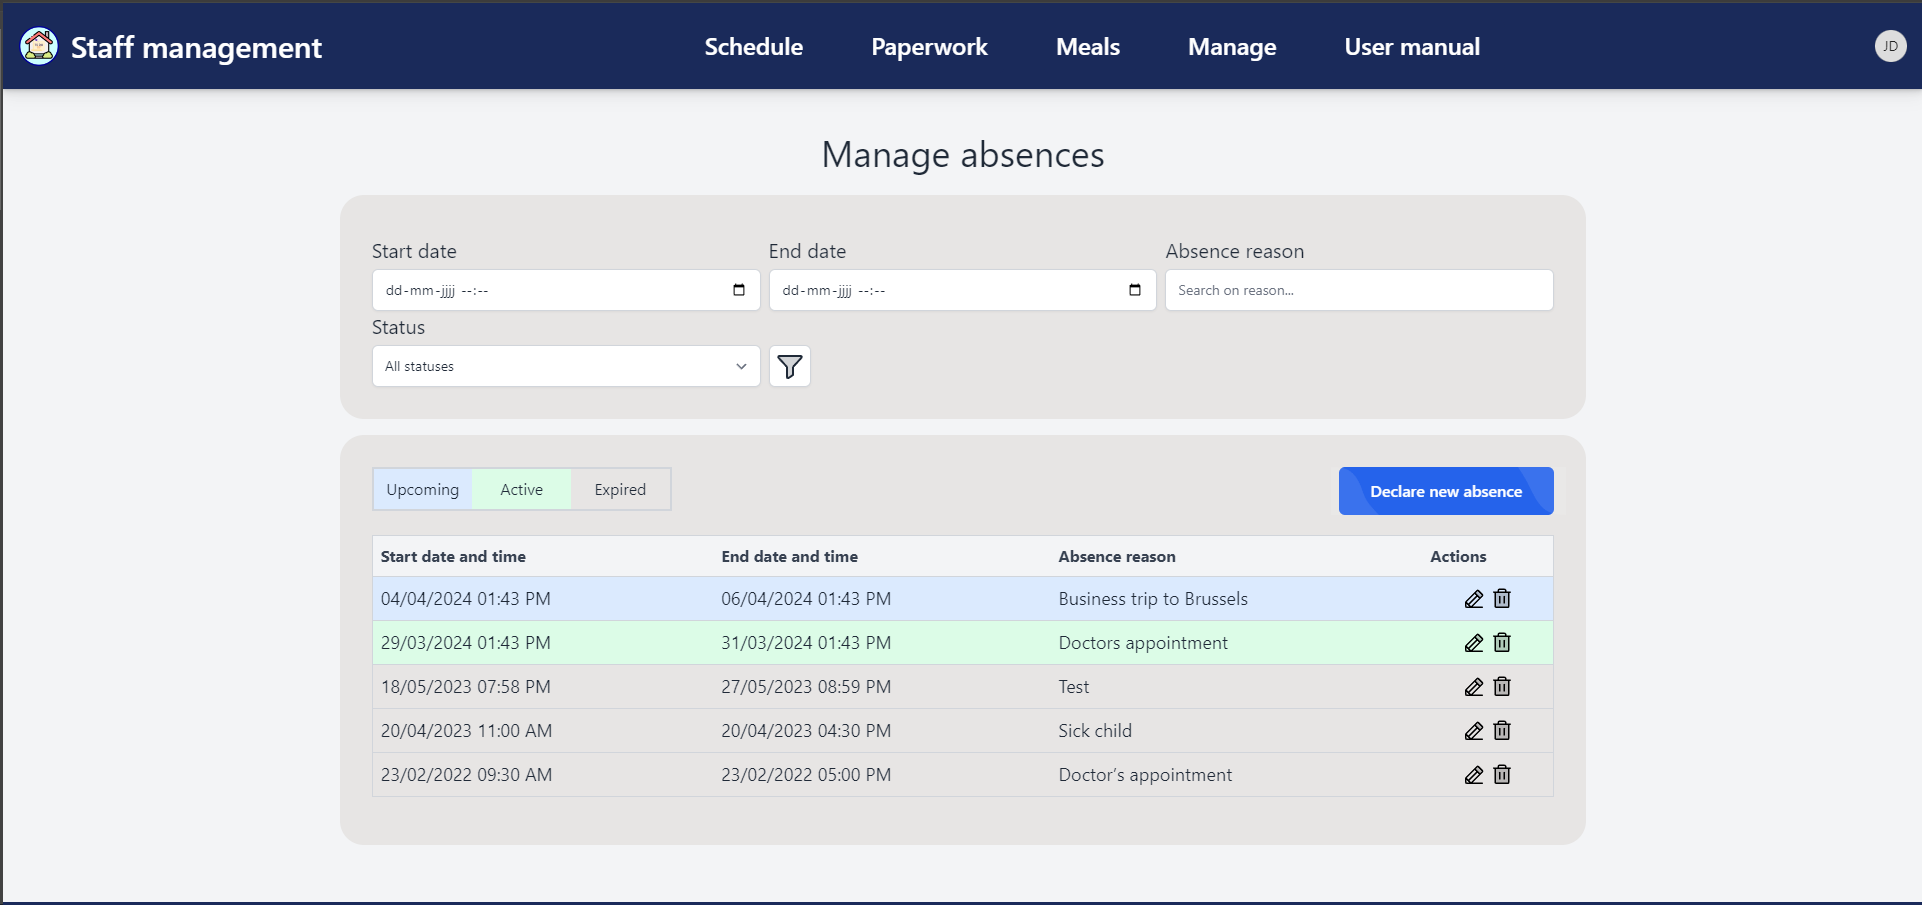 Staff management Schedule Paperwork Meals Manage User manual JD
Manage absences
Start date End date Absence reason
dd-mm-jjjj --:-- dd-mm-jjjj --:-- Search on reason...
Status
All statuses
Upcoming Active Expired Declare new absence
Start date and time End date and time Absence reason Actions
04/04/2024 01:43 PM 06/04/2024 01:43 PM Business trip to Brussels
29/03/2024 01:43 PM 31/03/2024 01:43 PM Doctors appointment
18/05/2023 07:58 PM 27/05/2023 08:59 PM Test
20/04/2023 11:00 AM 20/04/2023 04:30 PM Sick child
23/02/2022 09:30 AM 23/02/2022 05:00 PM Doctor’s appointment